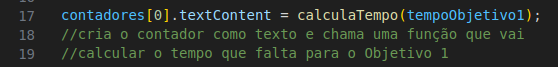 17 contadores[0].textContent = calculaTempo(tempoObjetivo1);
18 //cria o contador como texto e chama uma função que vai
19 //calcular o tempo que falta para o Objetivo 1